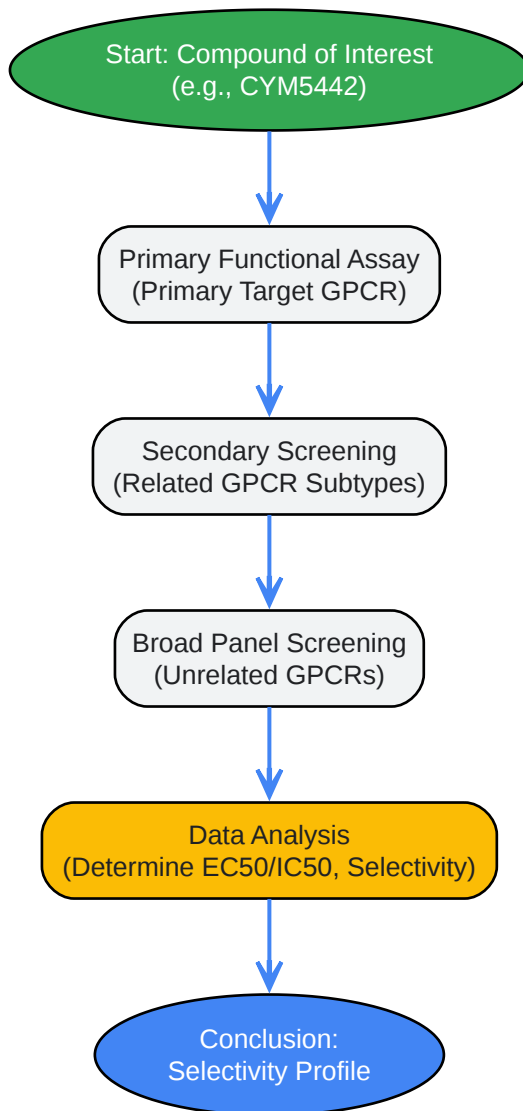 Start: Compound of Interest
(e.g., CYM5442)
Primary Functional Assay
(Primary Target GPCR)
Secondary Screening
(Related GPCR Subtypes)
Broad Panel Screening
(Unrelated GPCRs)
Data Analysis
(Determine EC50/IC50, Selectivity)
Conclusion:
Selectivity Profile